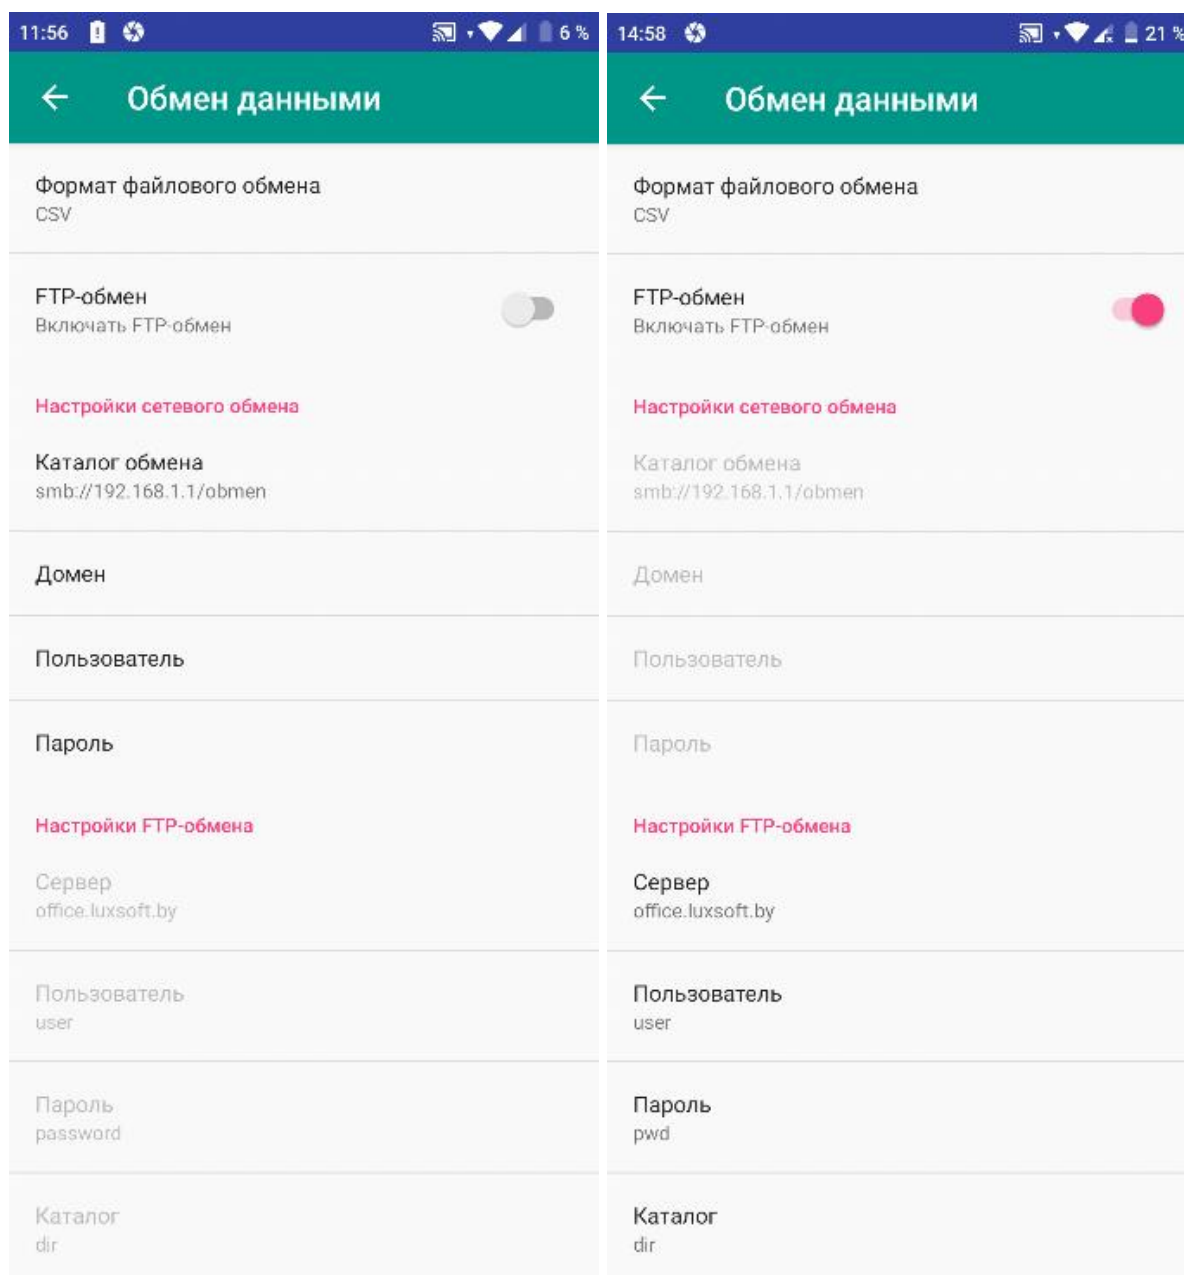 11:56 6 %
Обмен данными
Формат файлового обмена
CSV
FTP-обмен
Включать FTP-обмен
Настройки сетевого обмена
Каталог обмена
smb://192.168.1.1/obmen
Домен
Пользователь
Пароль
Настройки FTP-обмена
Сервер
office.luxsoft.by
Пользователь
user
Пароль
password
Каталог
dir
14:58 21 %
Обмен данными
Формат файлового обмена
CSV
FTP-обмен
Включать FTP-обмен
Настройки сетевого обмена
Каталог обмена
smb://192.168.1.1/obmen
Домен
Пользователь
Пароль
Настройки FTP-обмена
Сервер
office.luxsoft.by
Пользователь
user
Пароль
pwd
Каталог
dir